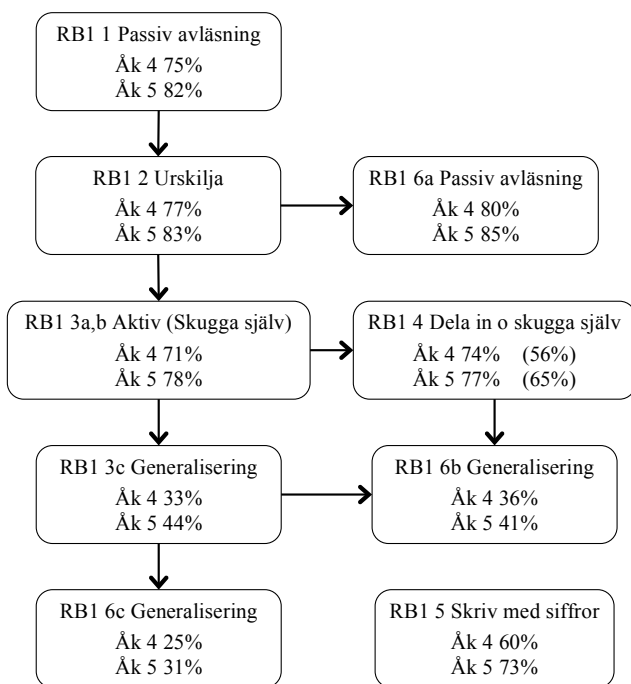 RB1 1 Passiv avläsning
Åk 4 75%
Åk 5 82%
RB1 2 Urskilja
Åk 4 77%
Åk 5 83%
RB1 6a Passiv avläsning
Åk 4 80%
Åk 5 85%
RB1 3a,b Aktiv (Skugga själv)
Åk 4 71%
Åk 5 78%
RB1 4 Dela in o skugga själv
Åk 4 74% (56%)
Åk 5 77% (65%)
RB1 3c Generalisering
Åk 4 33%
Åk 5 44%
RB1 6b Generalisering
Åk 4 36%
Åk 5 41%
RB1 6c Generalisering
Åk 4 25%
Åk 5 31%
RB1 5 Skriv med siffror
Åk 4 60%
Åk 5 73%